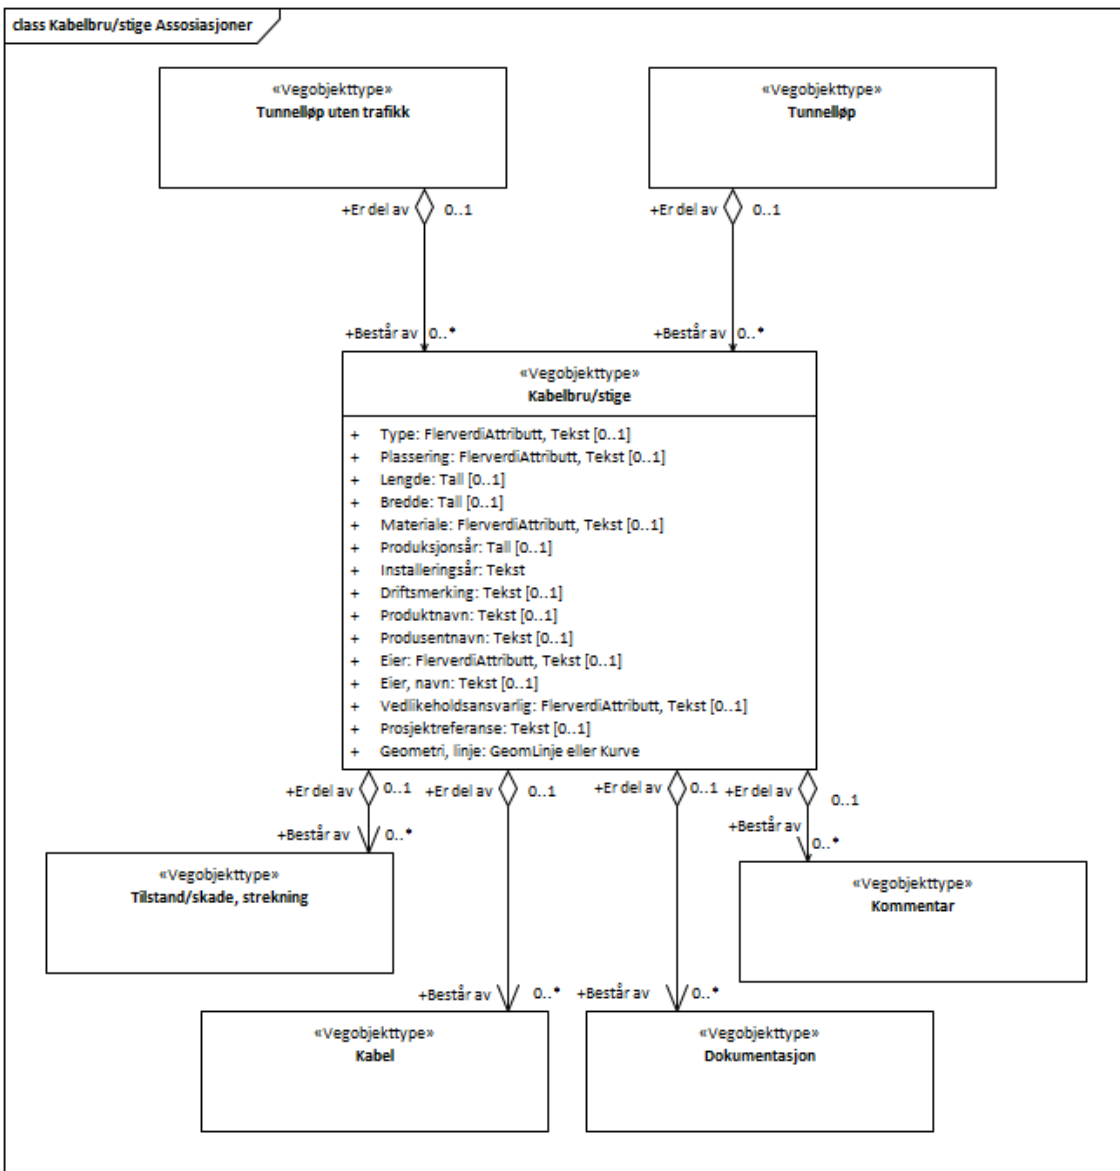 class Kabelbru/stige Assosiasjoner
«Vegobjekttype»
Tunnelløp uten trafikk
«Vegobjekttype»
Tunnelløp
+Er del av 0..1
+Er del av 0..1
+Består av 0..*
+Består av 0..*
«Vegobjekttype»
Kabelbru/stige
+ Type: FlerverdiAttributt, Tekst [0..1]
+ Plassering: FlerverdiAttributt, Tekst [0..1]
+ Lengde: Tall [0..1]
+ Bredde: Tall [0..1]
+ Materiale: FlerverdiAttributt, Tekst [0..1]
+ Produksjonsår: Tall [0..1]
+ Installeringsår: Tekst
+ Driftsmerking: Tekst [0..1]
+ Produktnavn: Tekst [0..1]
+ Produsentnavn: Tekst [0..1]
+ Eier: FlerverdiAttributt, Tekst [0..1]
+ Eier, navn: Tekst [0..1]
+ Vedlikeholdsansvarlig: FlerverdiAttributt, Tekst [0..1]
+ Prosjektreferanse: Tekst [0..1]
+ Geometri, linje: GeomLinje eller Kurve
+Er del av 0..1
+Er del av 0..1
+Er del av 0..1
+Er del av 0..1
+Består av 0..*
+Består av 0..*
«Vegobjekttype»
Tilstand/skade, strekning
«Vegobjekttype»
Kommentar
+Består av 0..*
+Består av 0..*
«Vegobjekttype»
Kabel
«Vegobjekttype»
Dokumentasjon